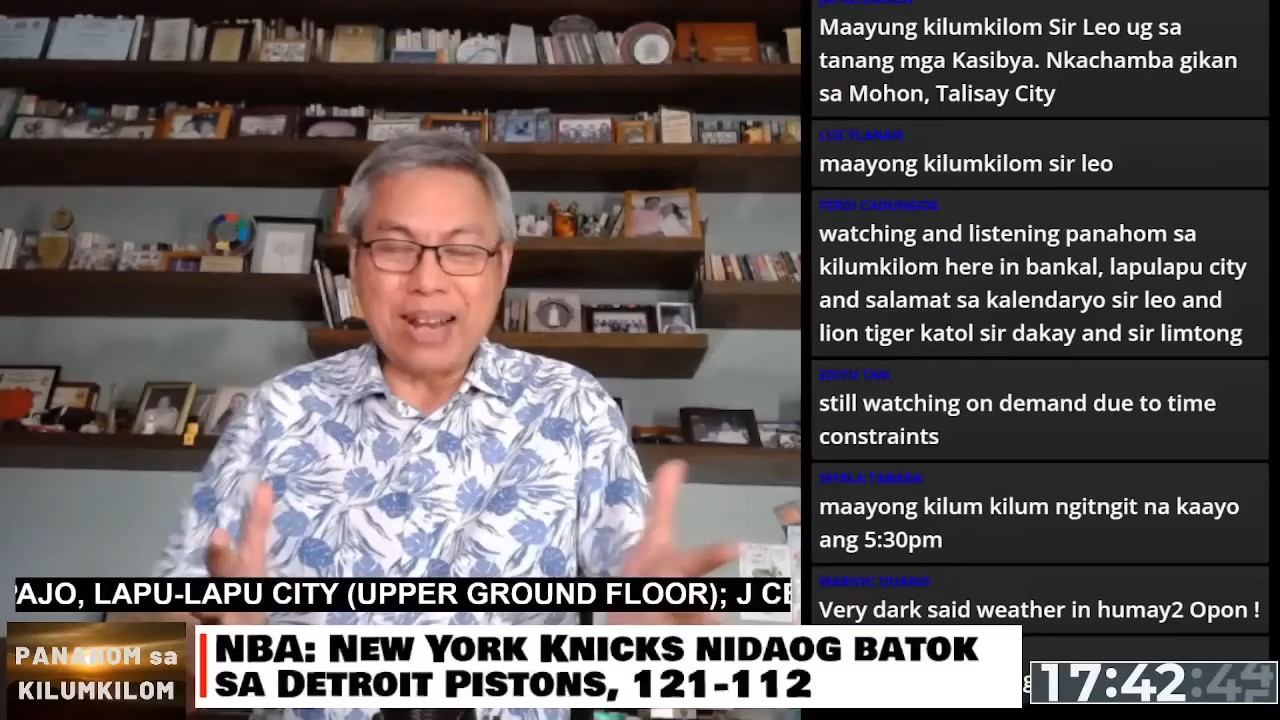 Maayung kilumkilom Sir Leo ug sa
tanang mga Kasibya. Nkachamba gikan
sa Mohon, Talisay City
LUZ YLANAN
maayong kilumkilom sir leo
watching and listening panahom sa
kilumkilom here in bankal, lapulapu city
and salamat sa kalendaryo sir leo and
lion tiger katol sir dakay and sir limtong
EDITH TAN
still watching on demand due to time
constraints
maayong kilum kilum ngitngit na kaayo
ang 5:30pm
Very dark said weather in humay2 Opon !
PAJO, LAPU-LAPU CITY (UPPER GROUND FLOOR); J CE
PANAHOM sa
KILUMKILOM
NBA: NEW YORK KNICKS NIDAOG BATOK
SA DETROIT PISTONS, 121-112
17:42